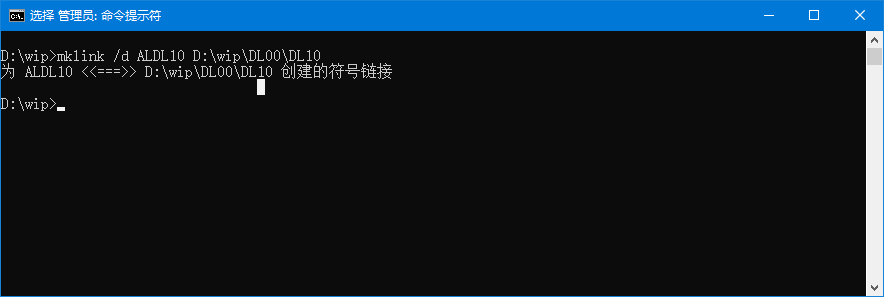 选择 管理员: 命令提示符
D:\wip>mklink /d ALDL10 D:\wip\DL00\DL10
为 ALDL10 <<===>> D:\wip\DL00\DL10 创建的符号链接
D:\wip>